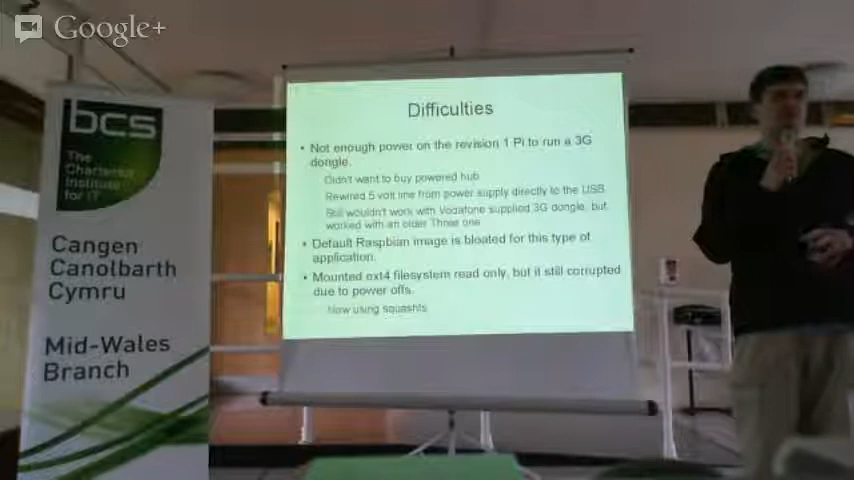 Google+
bcs
The
Chartered
Institute
for IT
Cangen
Canolbarth
Cymru
Mid-Wales
Branch
Difficulties
• Not enough power on the revision 1 Pi to run a 3G
dongle.
Didn't want to buy powered hub
Rewired 5 volt line from power supply directly to the USB
Still wouldn't work with Vodafone supplied 3G dongle, but
worked with an older Three one
• Default Raspbian image is bloated for this type of
application.
• Mounted ext4 filesystem read only, but it still corrupted
due to power offs.
Now using squashfs